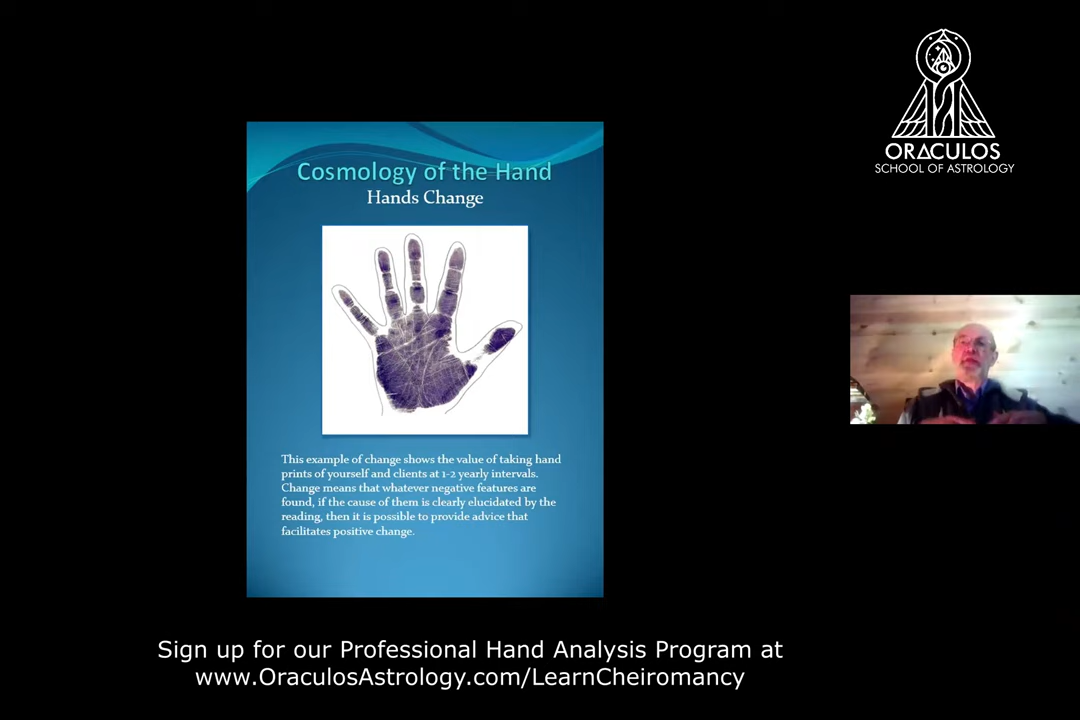 ORACULOS
SCHOOL OF ASTROLOGY
Cosmology of the Hand
Hands Change
This example of change shows the value of taking hand
prints of yourself and clients at 1-2 yearly intervals.
Change means that whatever negative features are
found, if the cause of them is clearly elucidated by the
reading, then it is possible to provide advice that
facilitates positive change.
Sign up for our Professional Hand Analysis Program at
www.OraculosAstrology.com/LearnCheiromancy